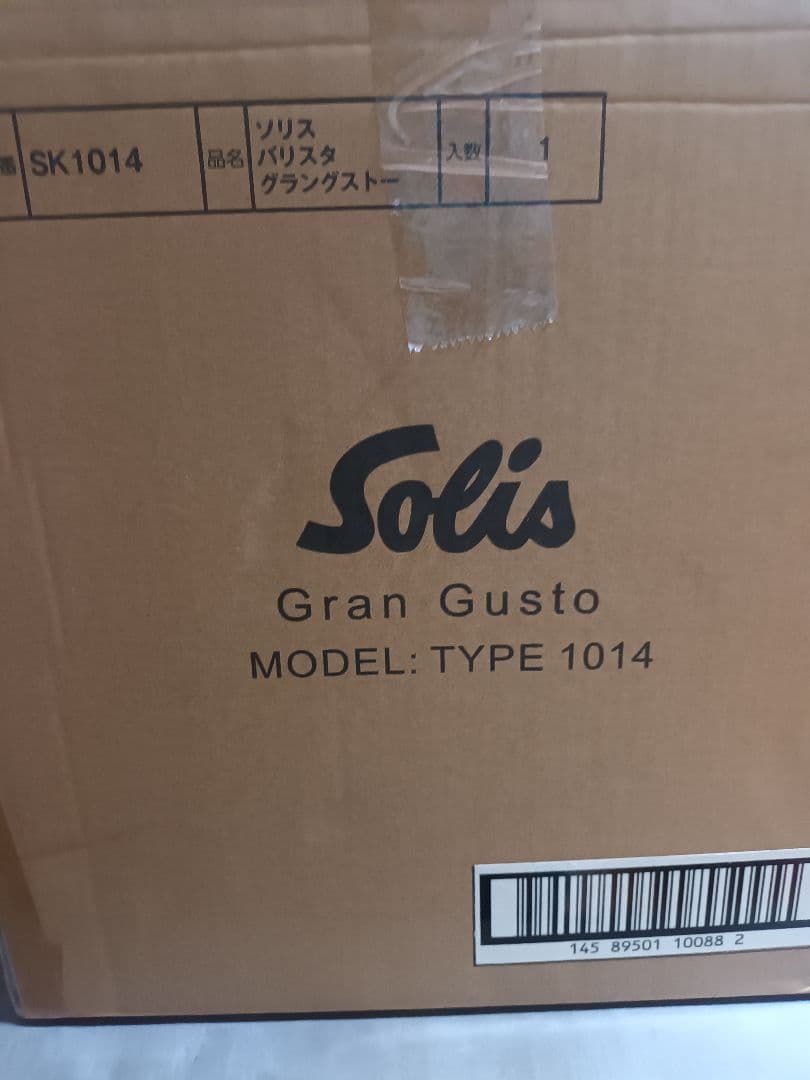 番 SK1014 品名 ソリス
バリスタ
グラングストー 入数 1
Solis
Gran Gusto
MODEL: TYPE 1014
145 89501 10088 2